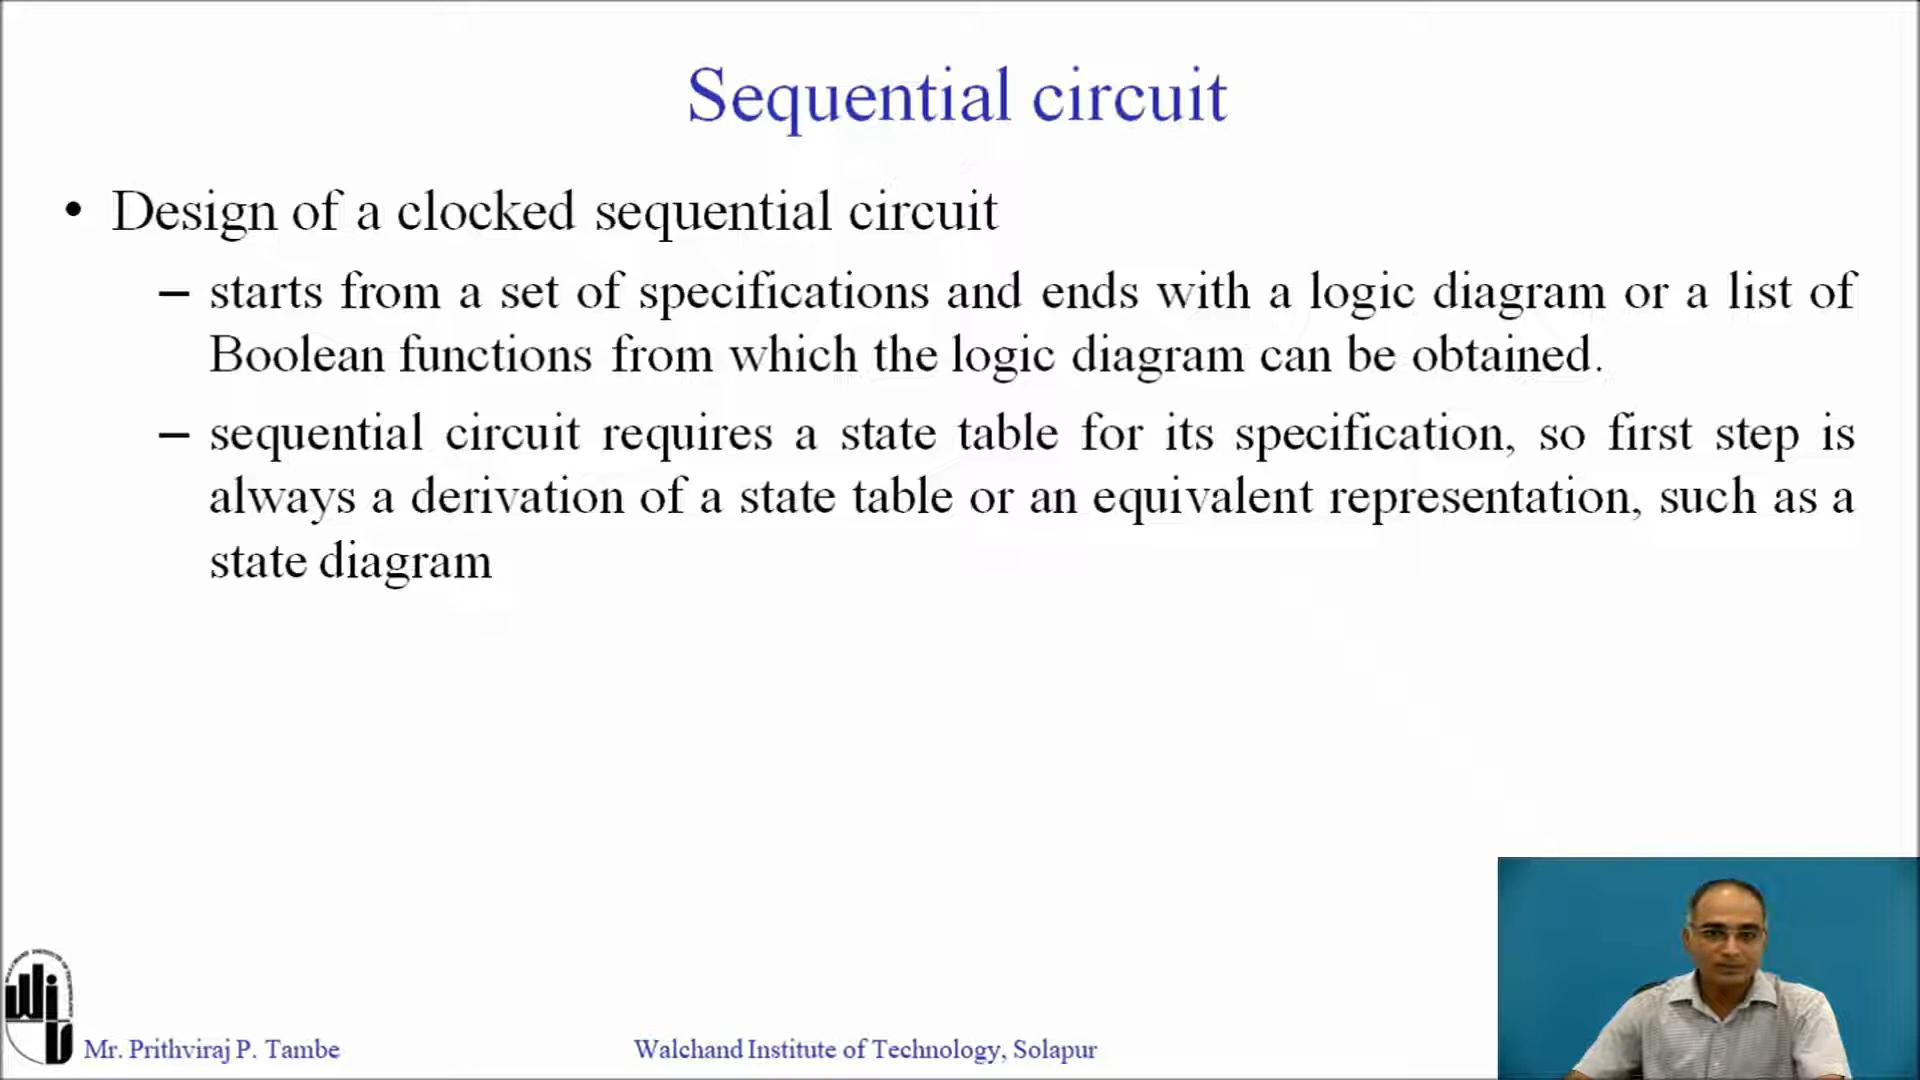 Sequential circuit
• Design of a clocked sequential circuit
– starts from a set of specifications and ends with a logic diagram or a list of
Boolean functions from which the logic diagram can be obtained.
– sequential circuit requires a state table for its specification, so first step is
always a derivation of a state table or an equivalent representation, such as a
state diagram
Mr. Prithviraj P. Tambe
Walchand Institute of Technology, Solapur